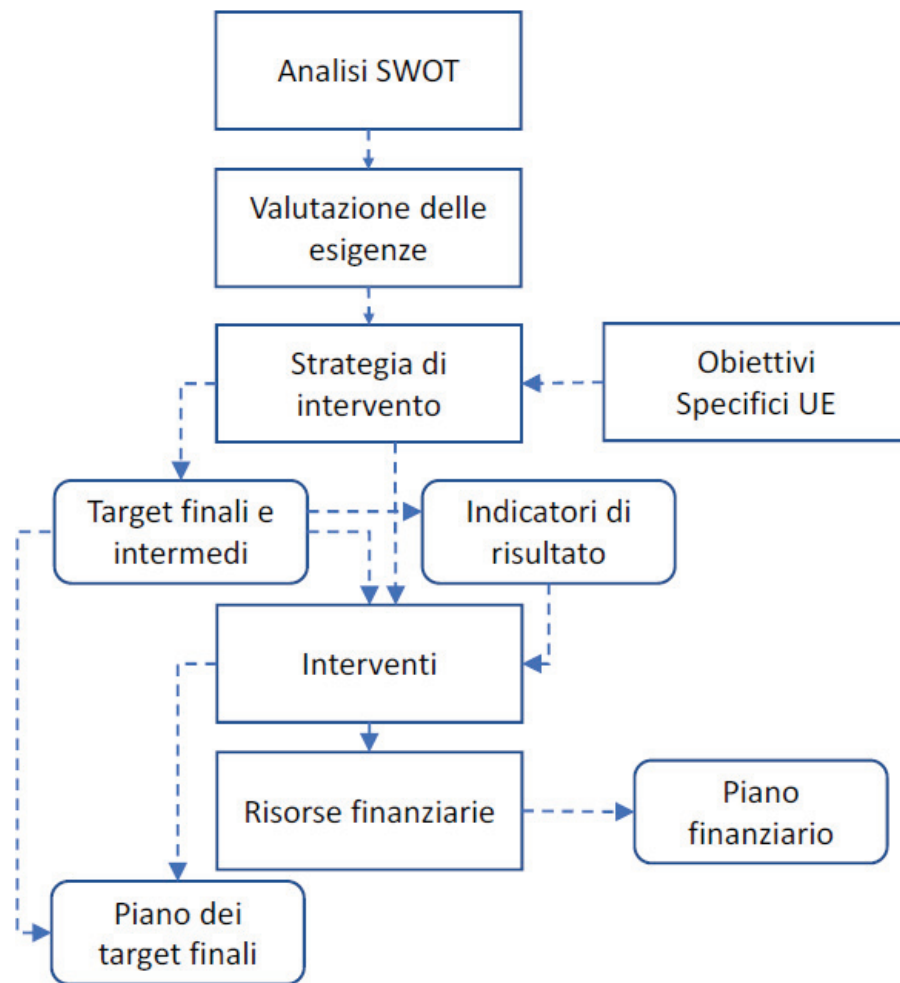 Analisi SWOT
Valutazione delle
esigenze
Strategia di
intervento
Obiettivi
Specifici UE
Target finali e
intermedi
Indicatori di
risultato
Interventi
Risorse finanziarie
Piano
finanziario
Piano dei
target finali